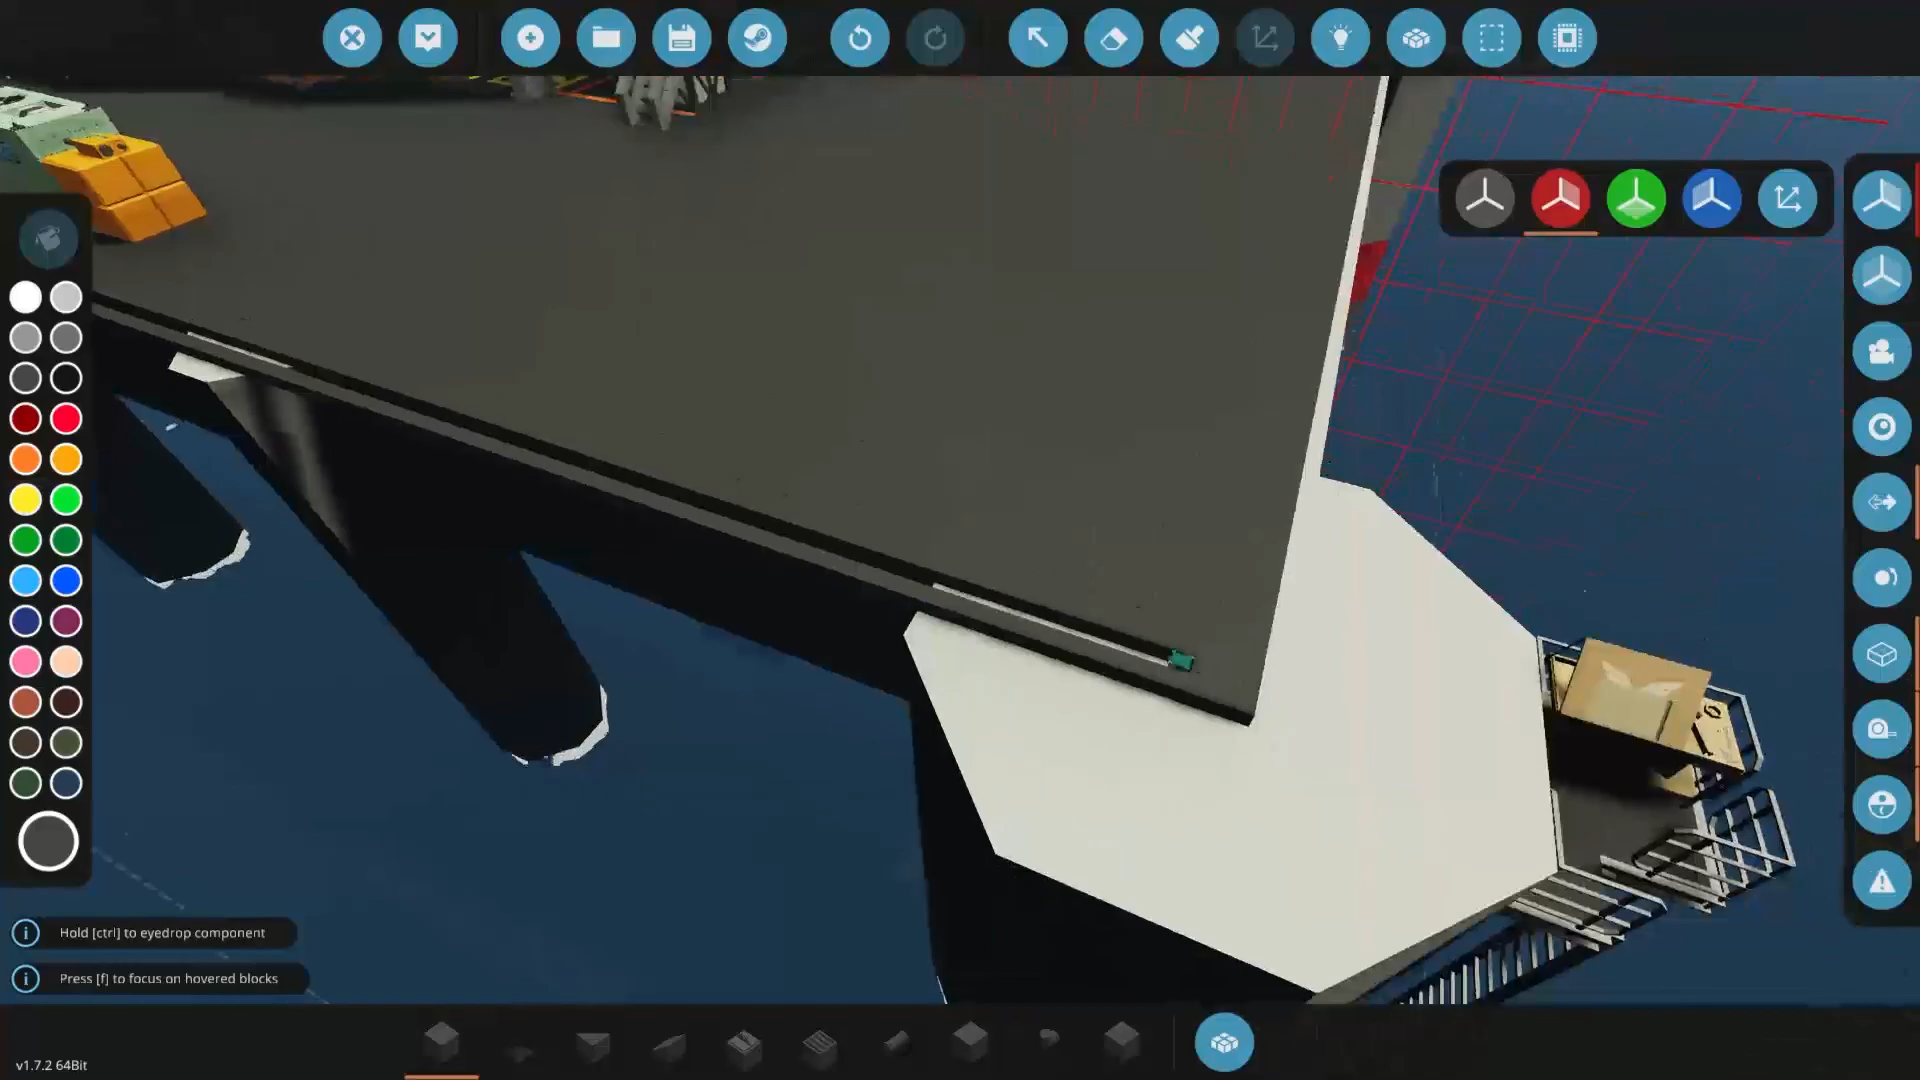 Hold [ctrl] to eyedrop component
Press [f] to focus on hovered blocks
v1.7.2 64Bit